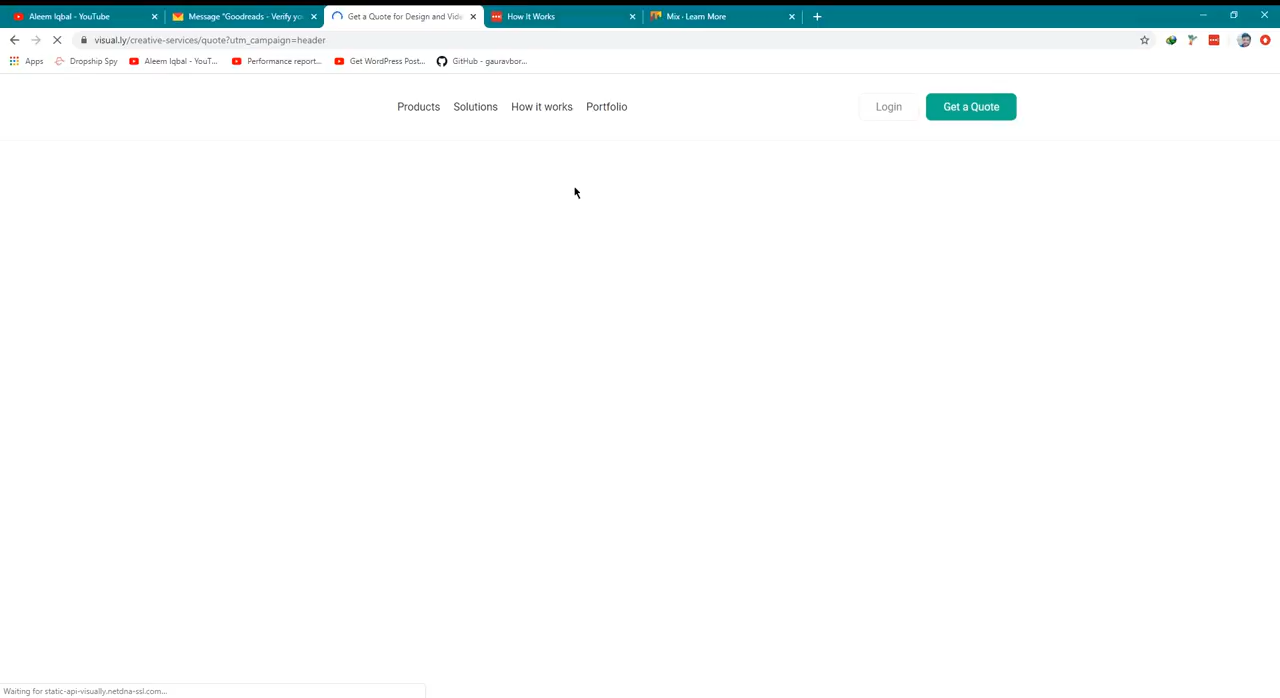 Aleem Iqbal - YouTube
Message "Goodreads - Verify yo
Get a Quote for Design and Vide
How It Works
Mix · Learn More
visual.ly/creative-services/quote?utm_campaign=header
Apps
Dropship Spy
Aleem Iqbal - YouT...
Performance report...
Get WordPress Post...
GitHub - gauravbor...
Products
Solutions
How it works
Portfolio
Login
Get a Quote
Waiting for static-api-visually.netdna-ssl.com...